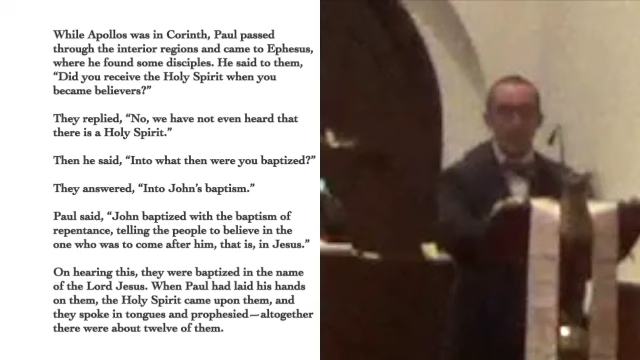 While Apollos was in Corinth, Paul passed
through the interior regions and came to Ephesus,
where he found some disciples. He said to them,
“Did you receive the Holy Spirit when you
became believers?”
They replied, “No, we have not even heard that
there is a Holy Spirit.”
Then he said, “Into what then were you baptized?”
They answered, “Into John’s baptism.”
Paul said, “John baptized with the baptism of
repentance, telling the people to believe in the
one who was to come after him, that is, in Jesus.”
On hearing this, they were baptized in the name
of the Lord Jesus. When Paul had laid his hands
on them, the Holy Spirit came upon them, and
they spoke in tongues and prophesied—altogether
there were about twelve of them.